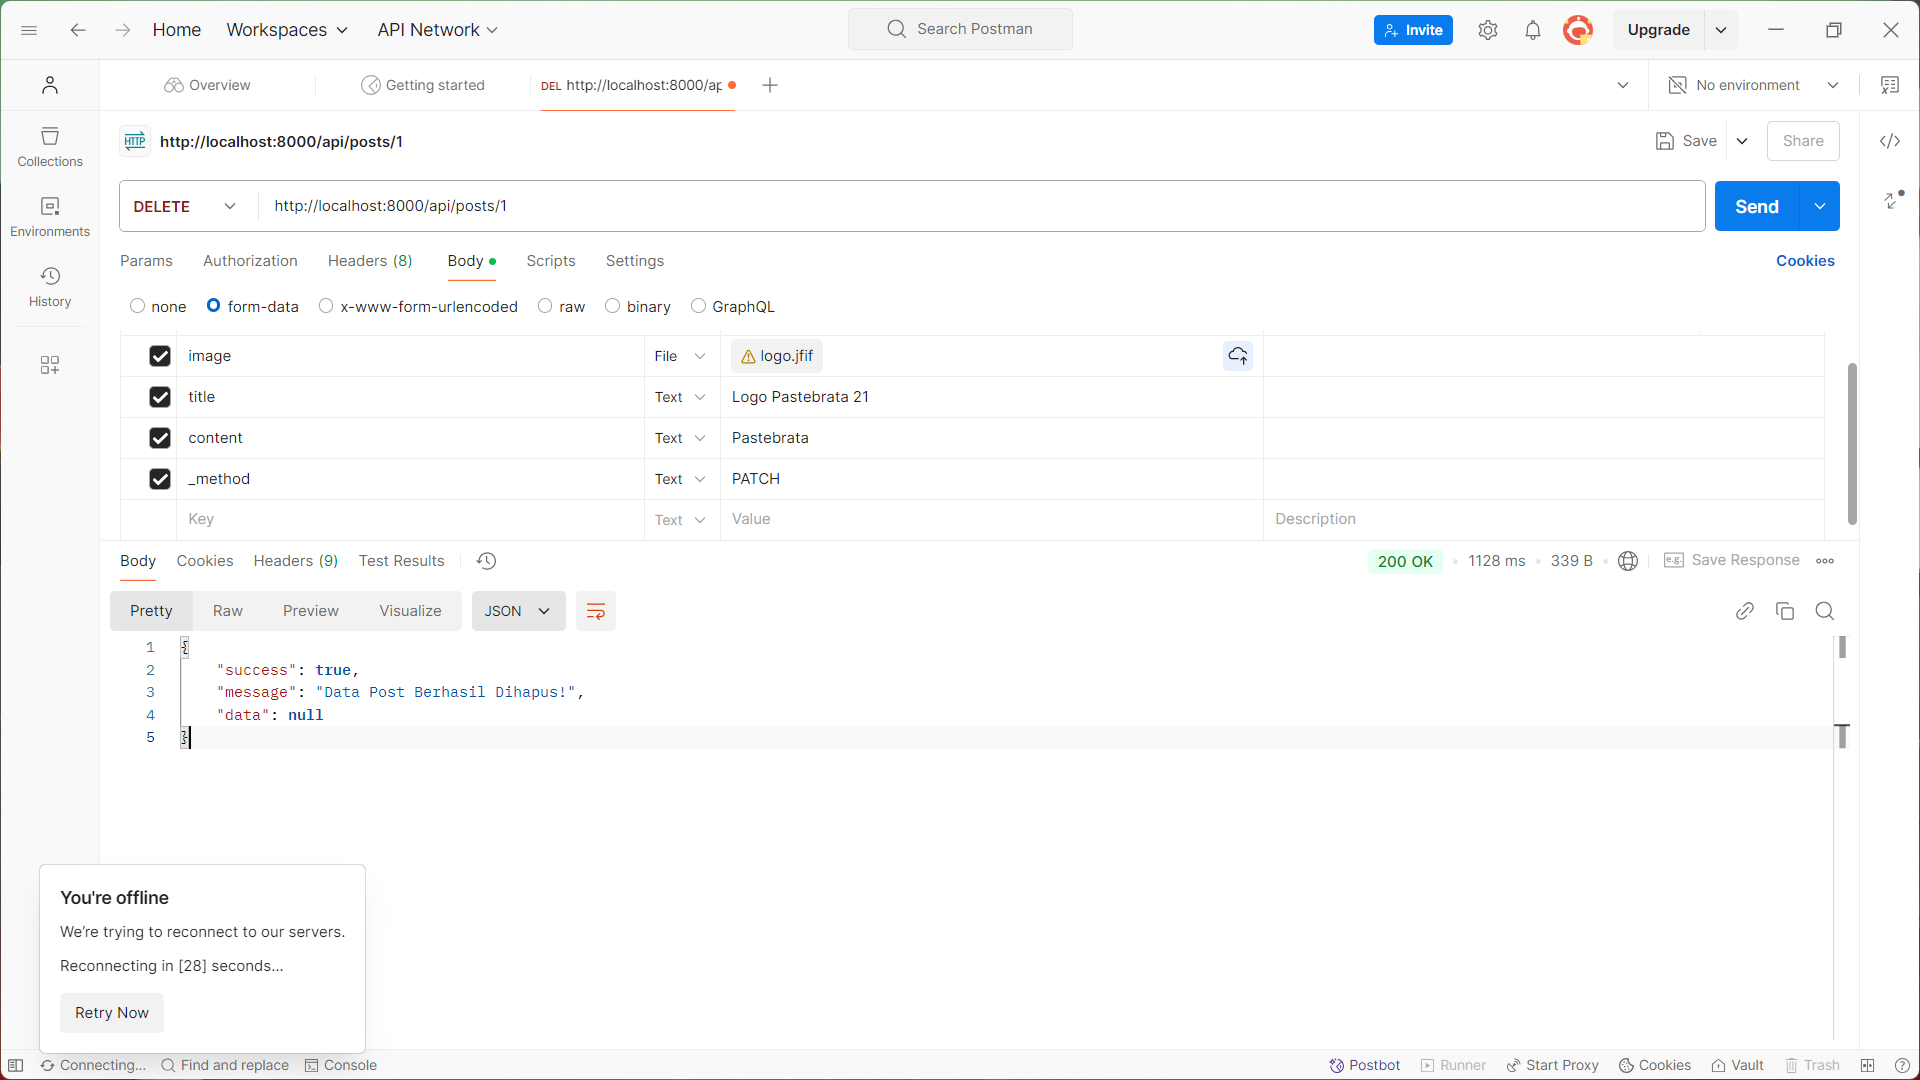 Home Workspaces API Network Search Postman Invite Upgrade
Overview Getting started DEL http://localhost:8000/ap No environment
Collections
Environments
History
HTTP http://localhost:8000/api/posts/1 Save Share
DELETE http://localhost:8000/api/posts/1 Send
Params Authorization Headers (8) Body Scripts Settings Cookies
none form-data x-www-form-urlencoded raw binary GraphQL
image File logo.jfif
title Text Logo Pastebrata 21
content Text Pastebrata
_method Text PATCH
Key Text Value Description
Body Cookies Headers (9) Test Results 200 OK 1128 ms 339 B e.g. Save Response
Pretty Raw Preview Visualize JSON
1 {
2 "success": true,
3 "message": "Data Post Berhasil Dihapus!",
4 "data": null
5 }
You're offline
We're trying to reconnect to our servers.
Reconnecting in [28] seconds...
Retry Now
Connecting... Find and replace Console Postbot Runner Start Proxy Cookies Vault Trash